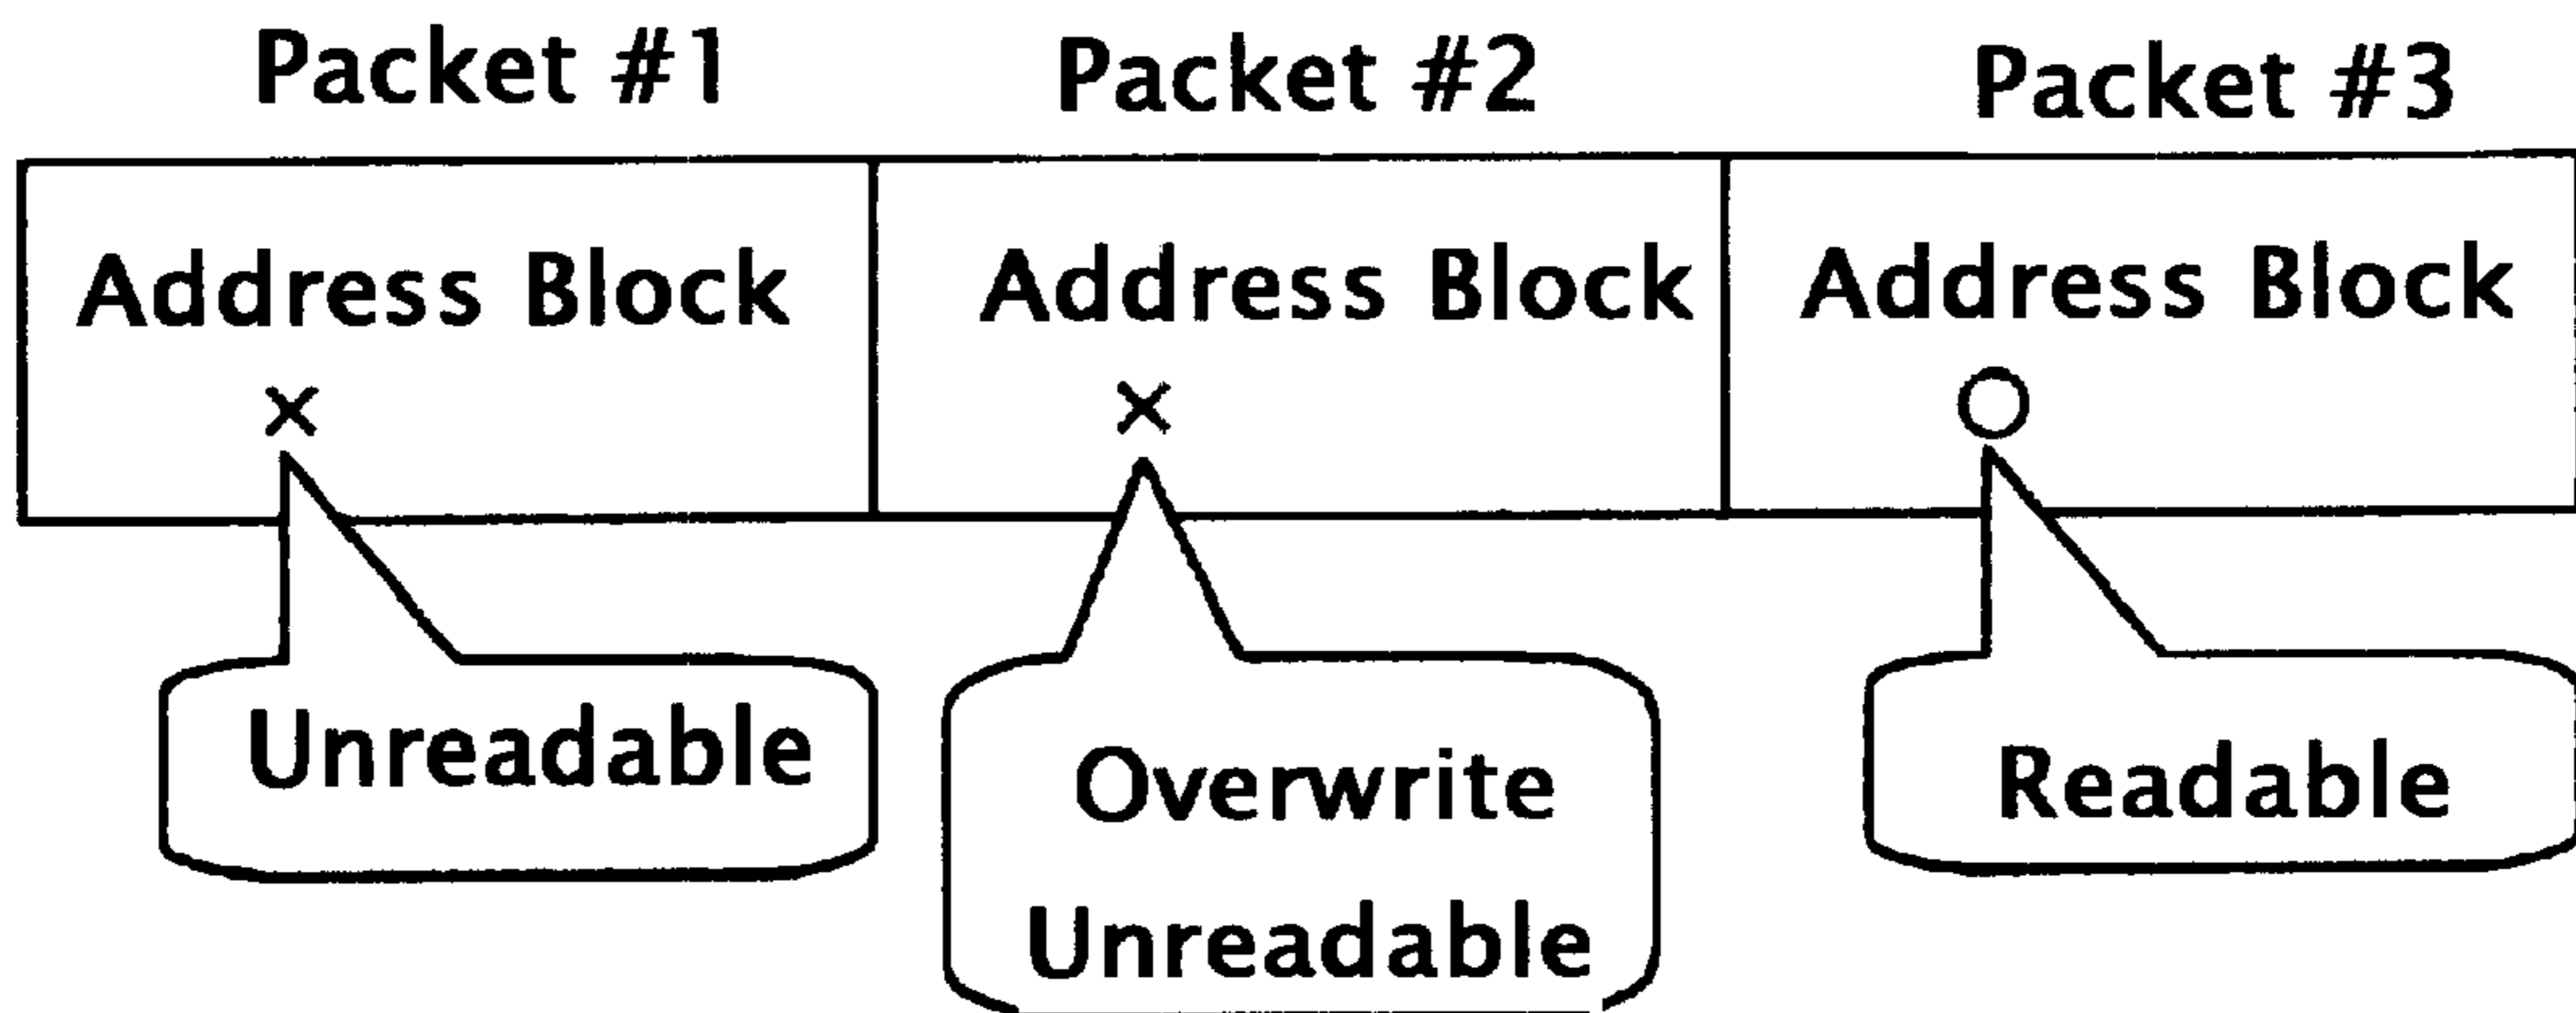 Packet #1 Packet #2 Packet #3
Address Block Address Block Address Block
× × ○
Unreadable
Overwrite
Unreadable
Readable